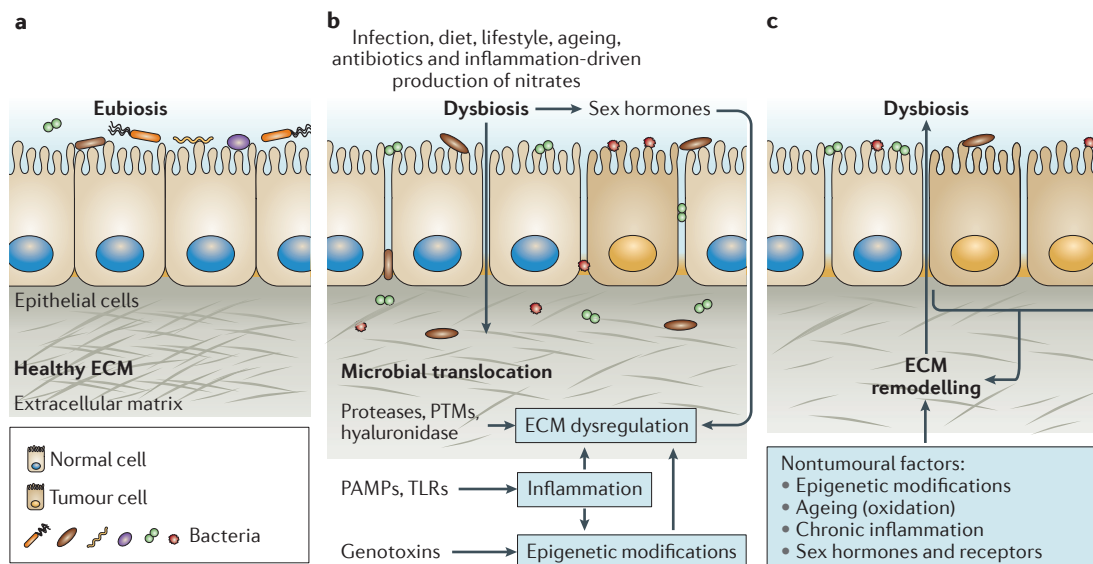 a
Eubiosis
Epithelial cells
Healthy ECM
Extracellular matrix
Normal cell
Tumour cell
Bacteria
b
Infection, diet, lifestyle, ageing,
antibiotics and inflammation-driven
production of nitrates
Dysbiosis
Sex hormones
Microbial translocation
Proteases, PTMs,
hyaluronidase
ECM dysregulation
PAMPs, TLRs
Inflammation
Genotoxins
Epigenetic modifications
c
Dysbiosis
ECM
remodelling
Nontumoural factors:
• Epigenetic modifications
• Ageing (oxidation)
• Chronic inflammation
• Sex hormones and receptors